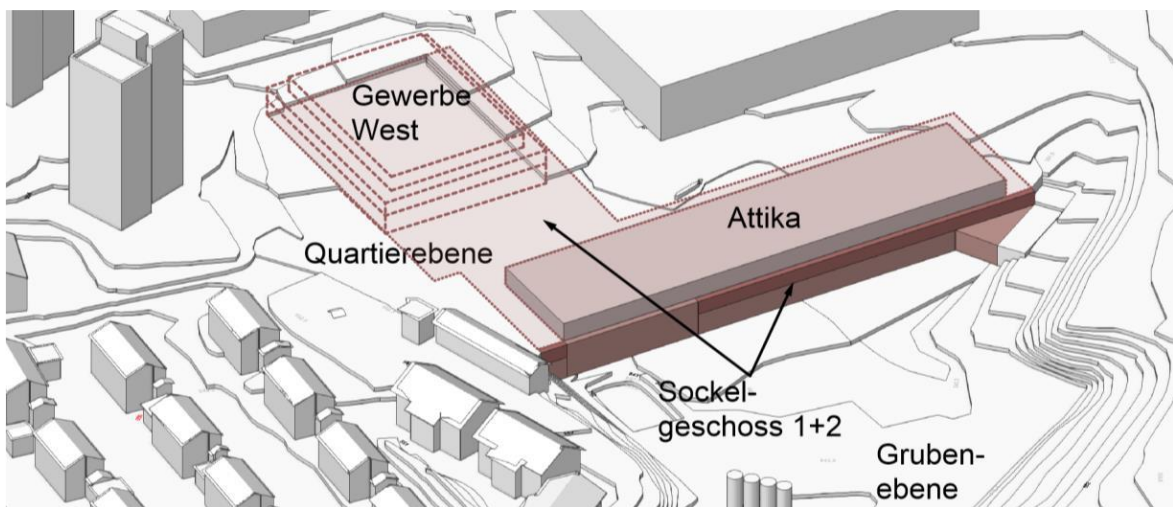 Gewerbe
West
Attika
Quartierebene
Sockel-
geschoss 1+2
Gruben-
ebene